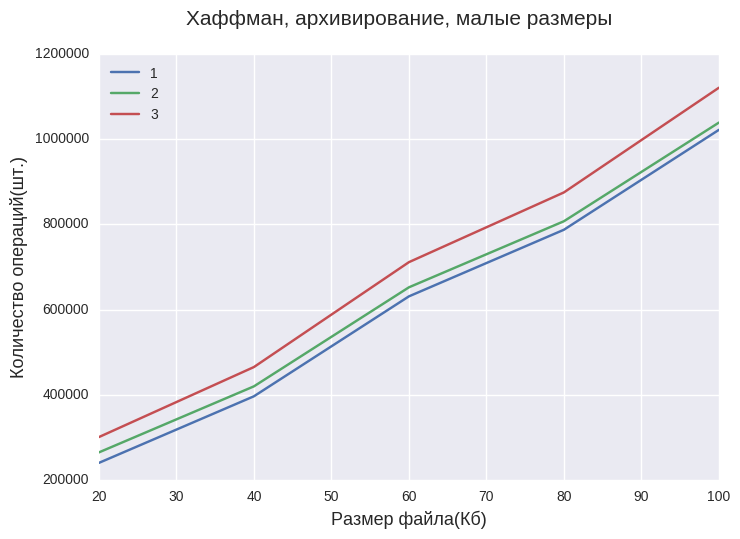 Хаффман, архивирование, малые размеры
1200000
1000000
800000
600000
400000
200000
Количество операций(шт.)
1
2
3
20 30 40 50 60 70 80 90 100
Размер файла(Кб)